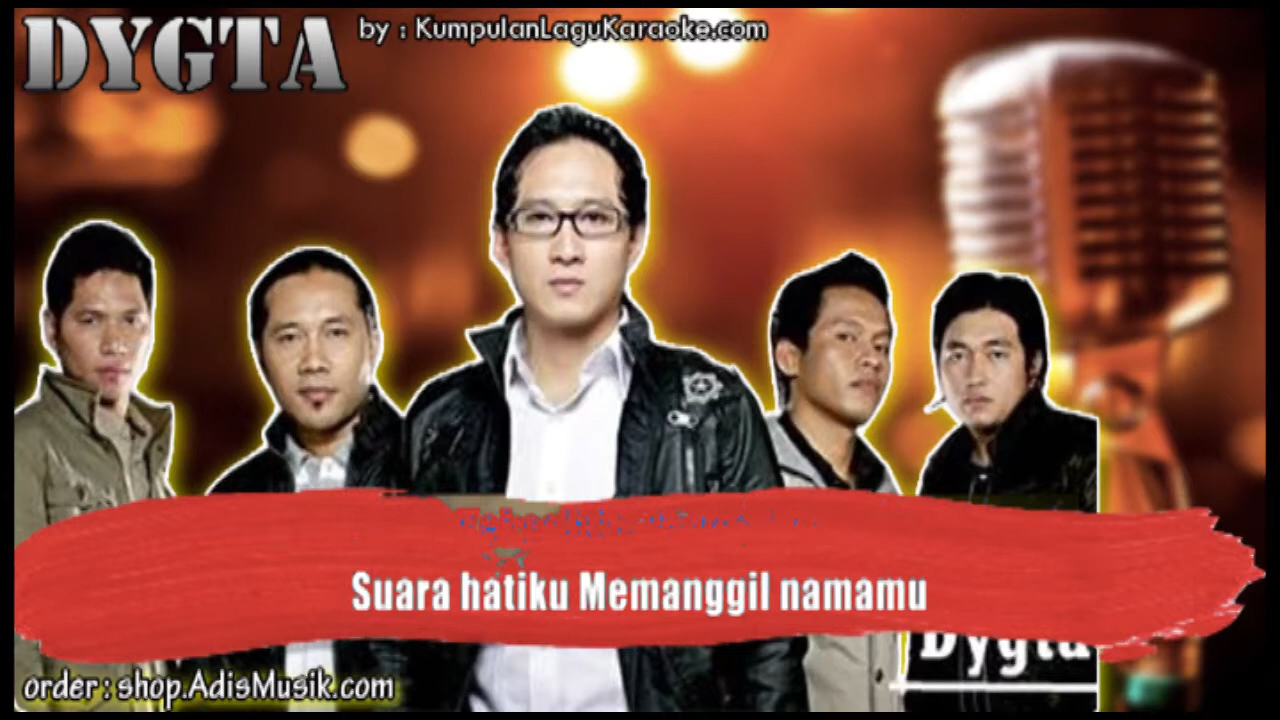 DYGTA
by : KumpulanLaguKaraoke.com
Suara hatiku Memanggil namamu
Dygta
order : shop.AdisMusik.com